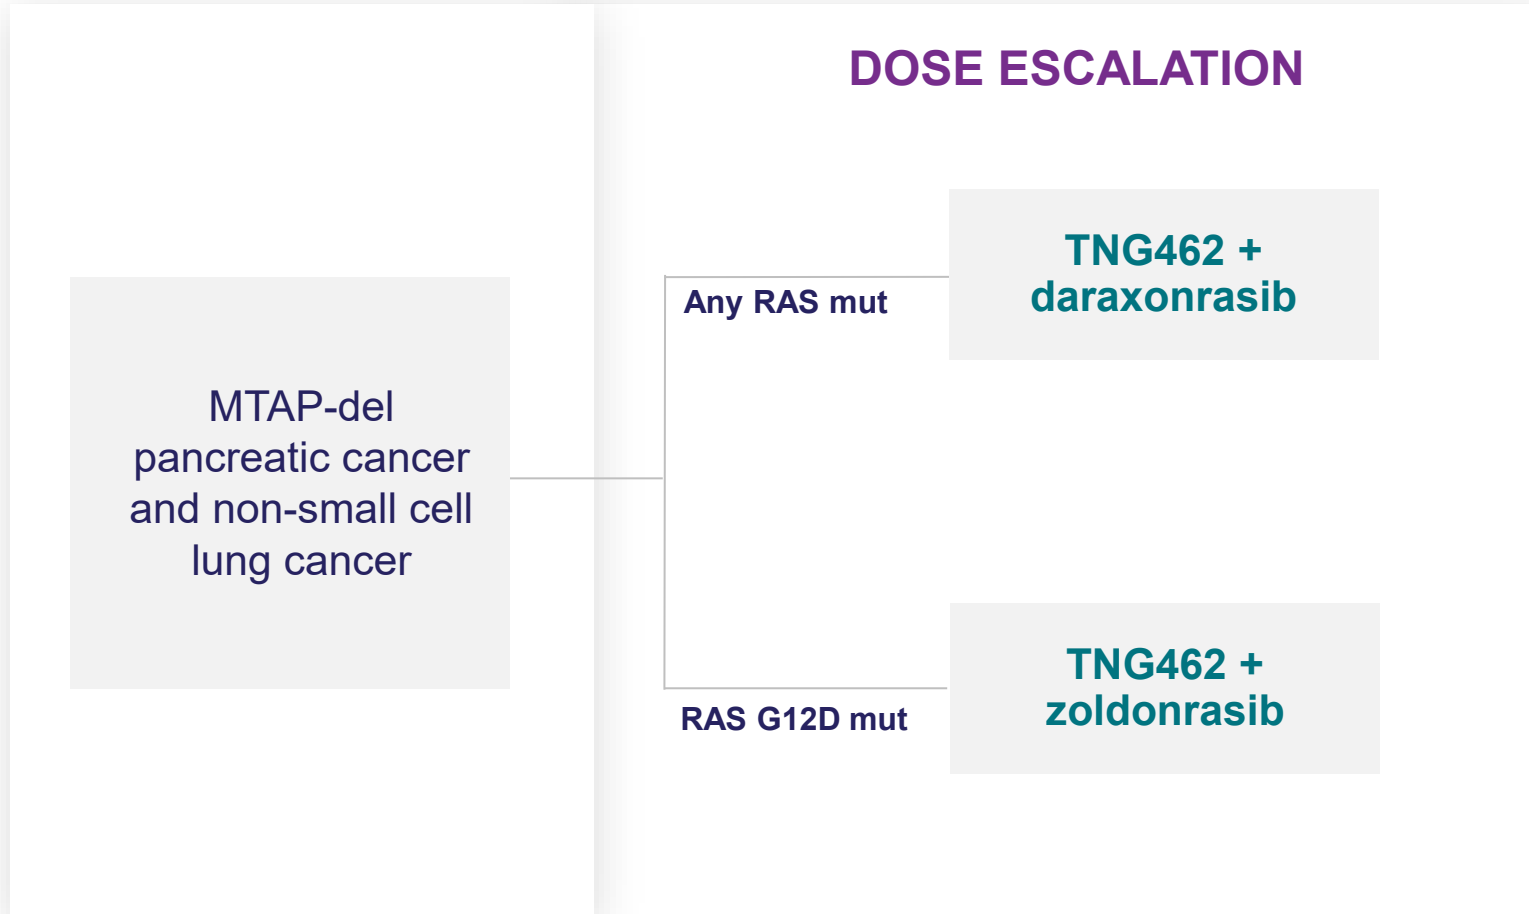 DOSE ESCALATION
MTAP-del
pancreatic cancer
and non-small cell
lung cancer
Any RAS mut
TNG462 +
daraxonrasib
RAS G12D mut
TNG462 +
zoldonrasib